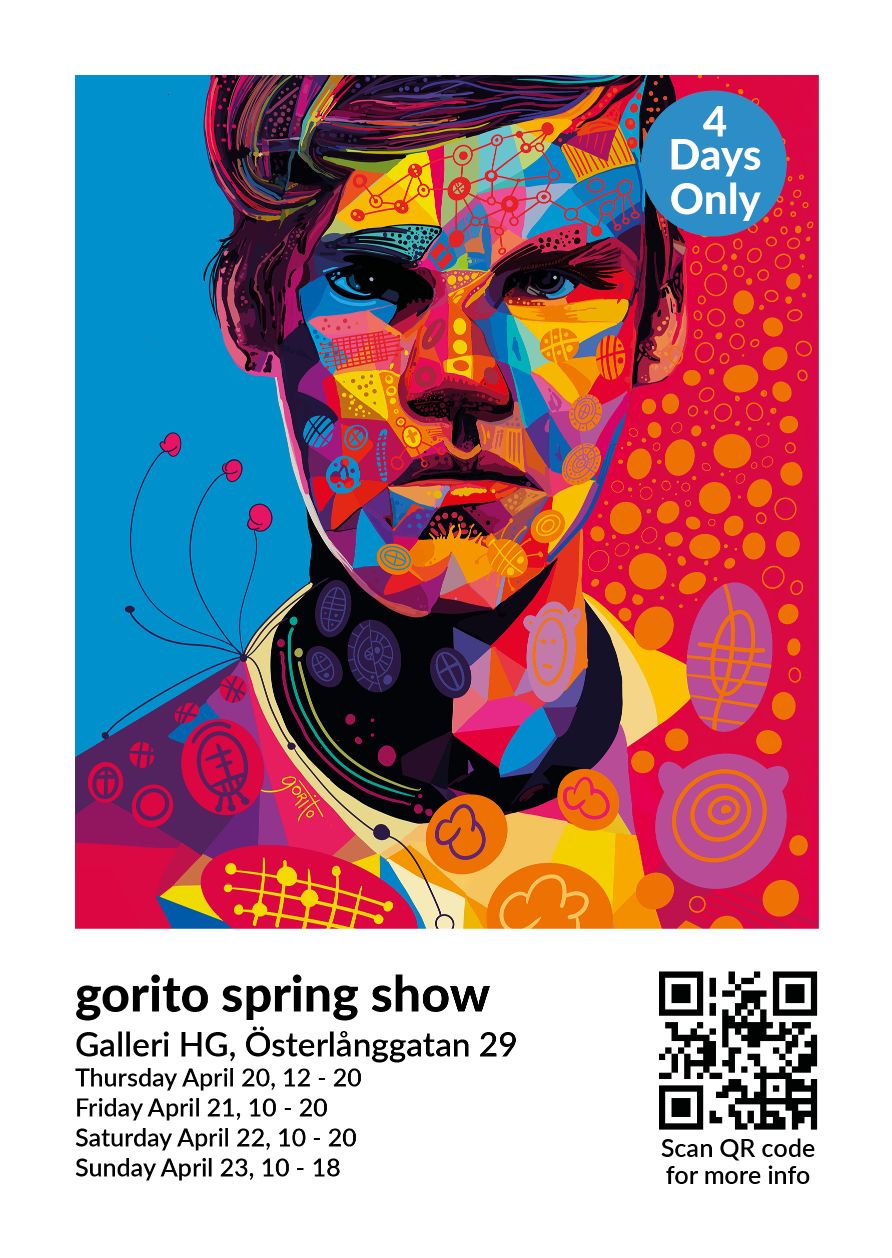 4
Days
Only
gorito
gorito spring show
Galleri HG, Österlånggatan 29
Thursday April 20, 12 - 20
Friday April 21, 10 - 20
Saturday April 22, 10 - 20
Sunday April 23, 10 - 18
Scan QR code
for more info